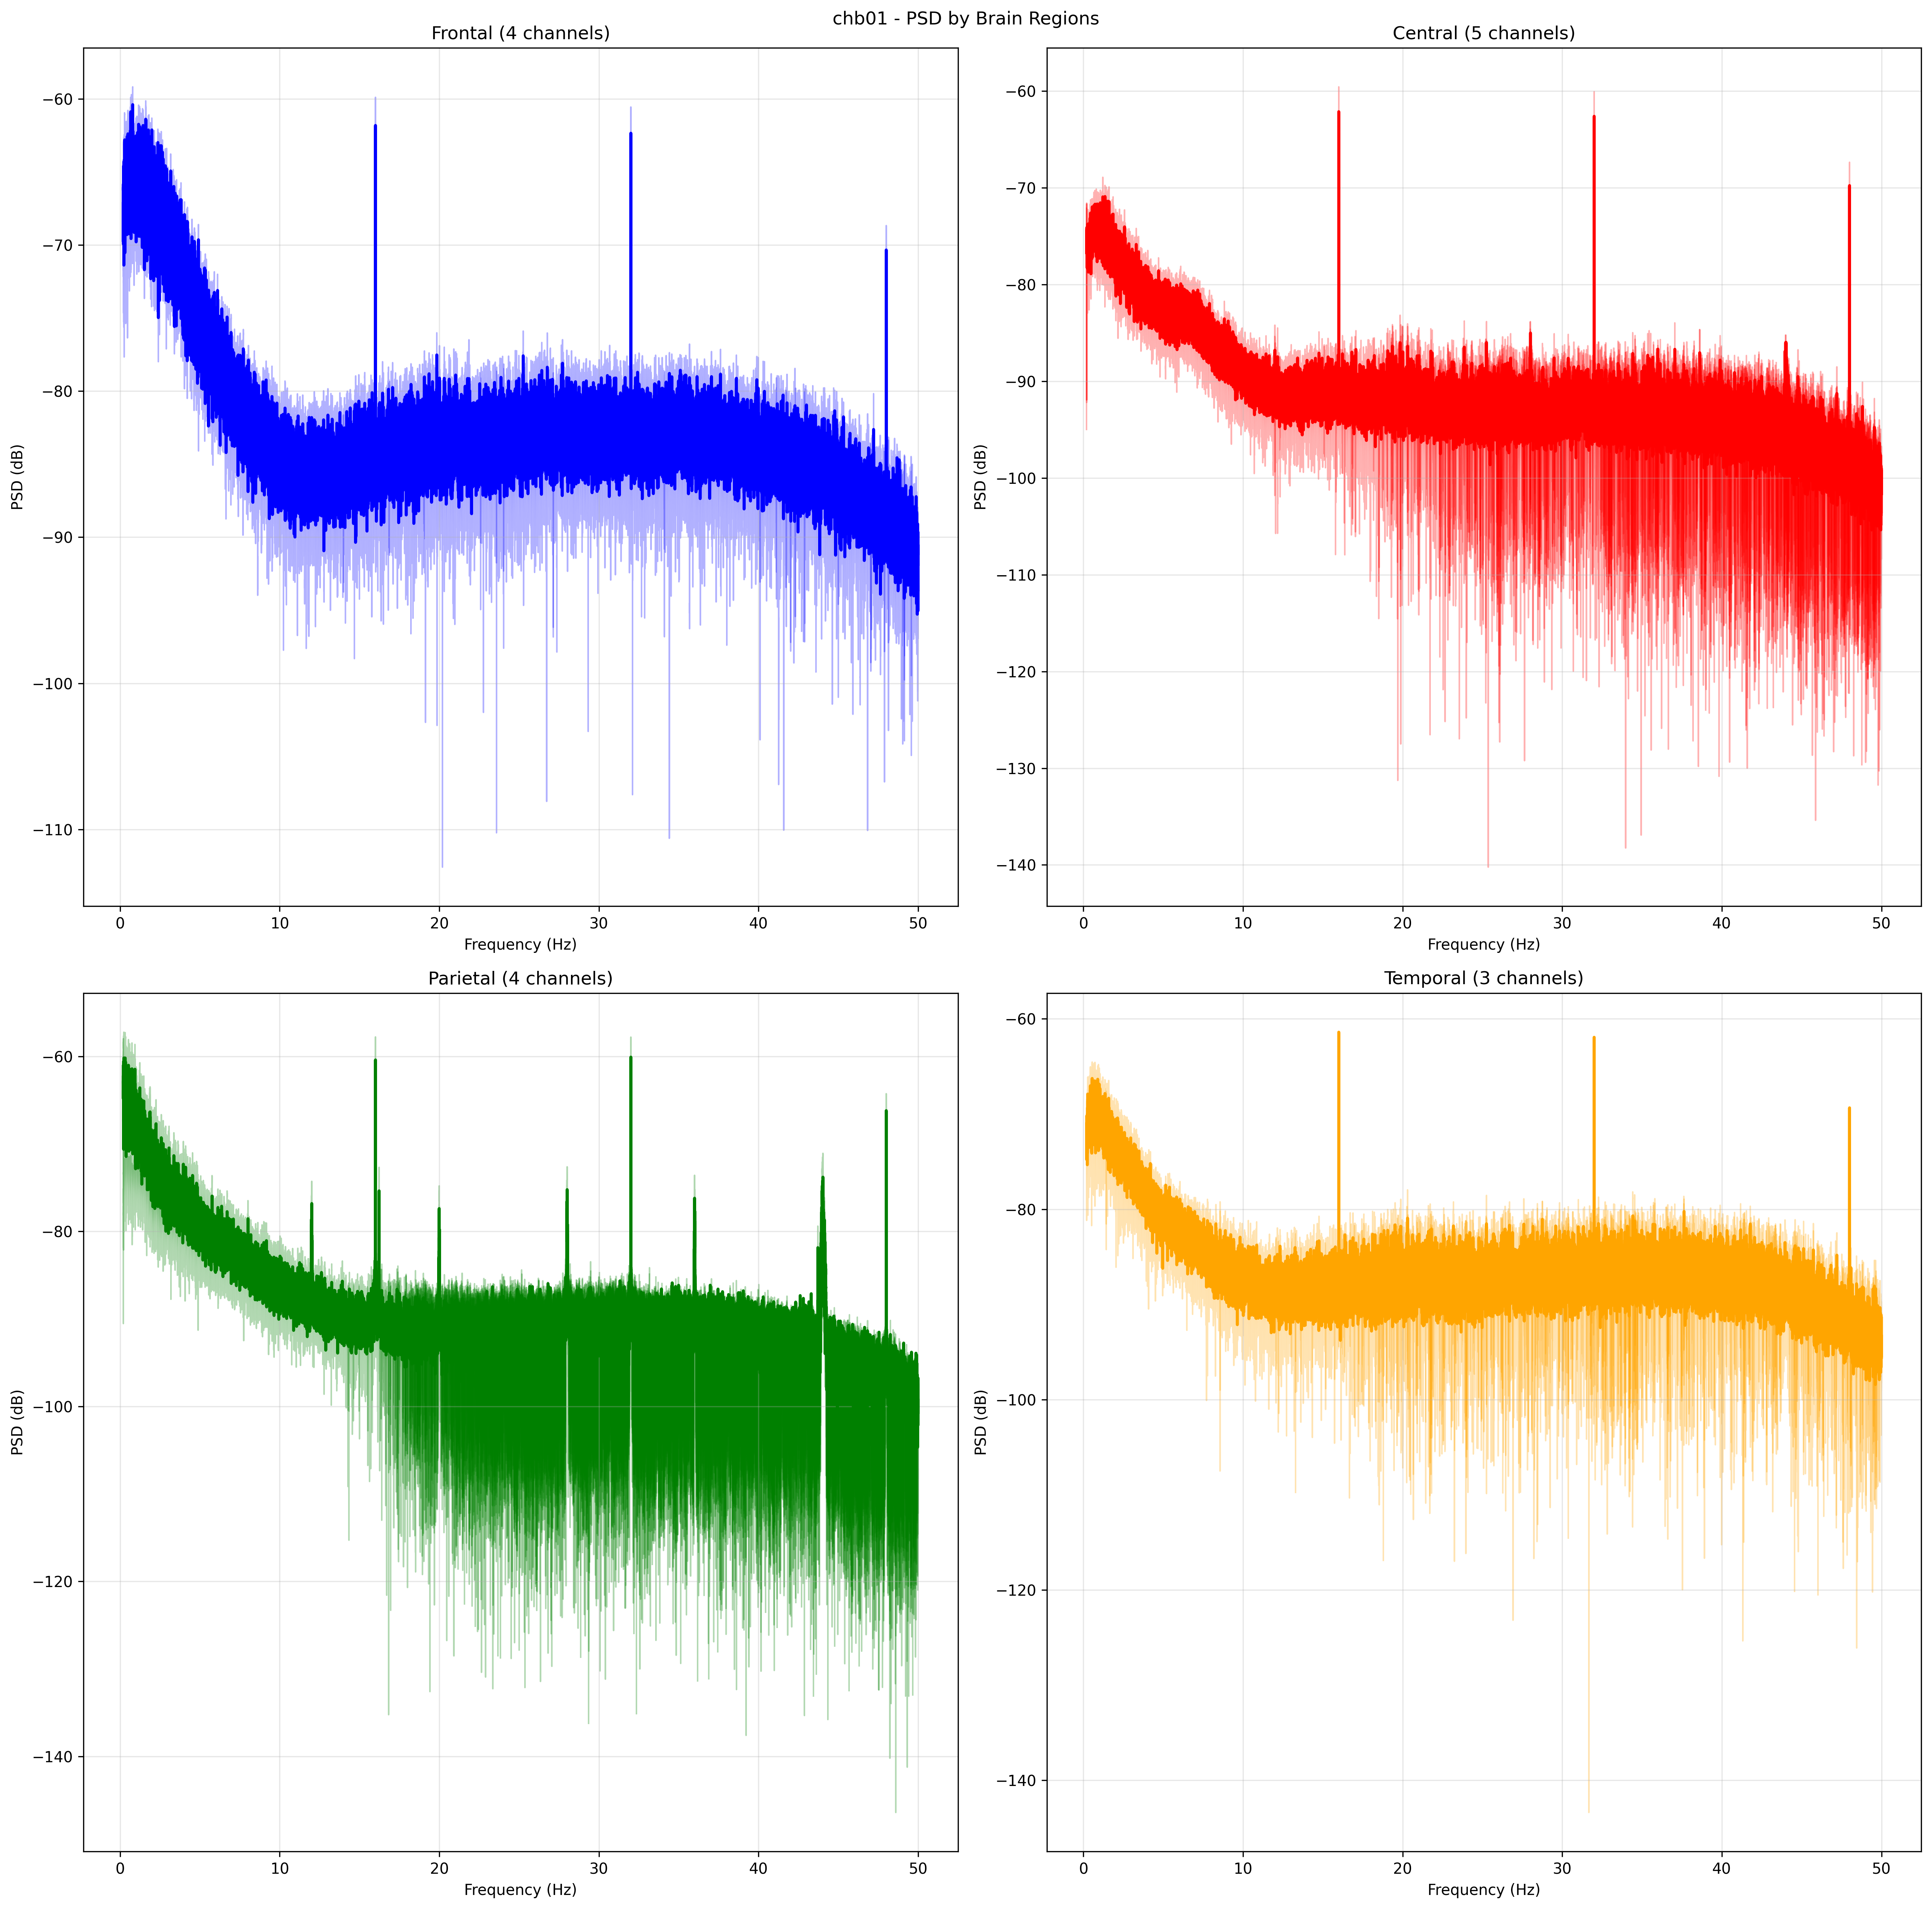 chb01 - PSD by Brain Regions
Frontal (4 channels)
PSD (dB)
−60
−70
−80
−90
−100
−110
0 10 20 30 40 50
Frequency (Hz)
Central (5 channels)
PSD (dB)
−60
−70
−80
−90
−100
−110
−120
−130
−140
0 10 20 30 40 50
Frequency (Hz)
Parietal (4 channels)
PSD (dB)
−60
−80
−100
−120
−140
0 10 20 30 40 50
Frequency (Hz)
Temporal (3 channels)
PSD (dB)
−60
−80
−100
−120
−140
0 10 20 30 40 50
Frequency (Hz)